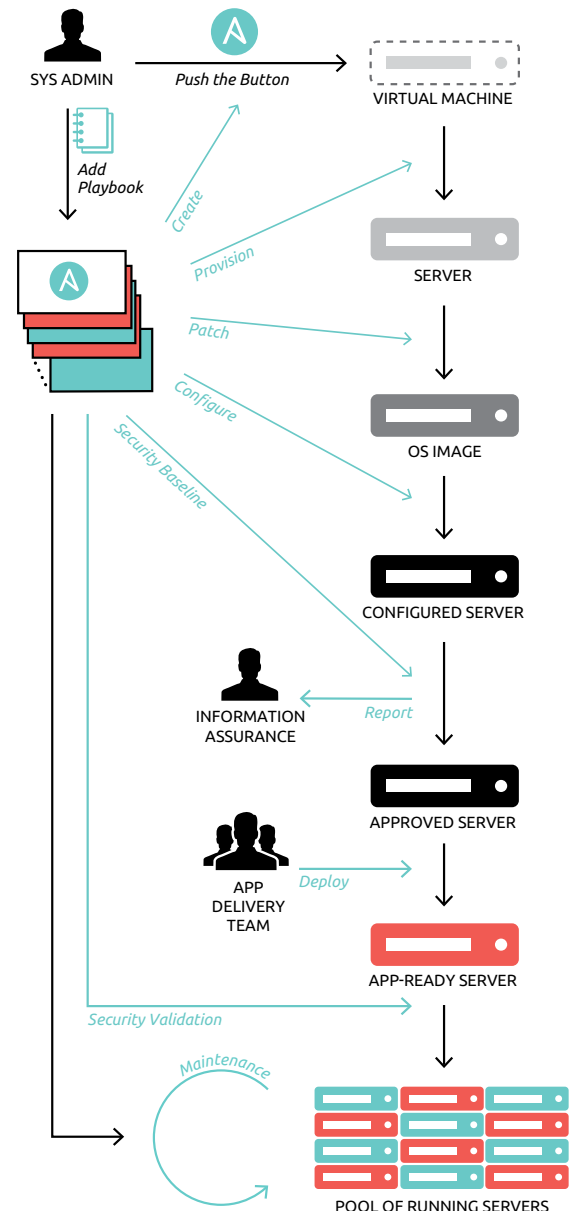 SYS ADMIN
Push the Button
VIRTUAL MACHINE
Add
Playbook
Create
Provision
SERVER
Patch
Configure
OS IMAGE
Security Baseline
CONFIGURED SERVER
INFORMATION
ASSURANCE
Report
APPROVED SERVER
APP
DELIVERY
TEAM
Deploy
APP-READY SERVER
Security Validation
Maintenance
POOL OF RUNNING SERVERS